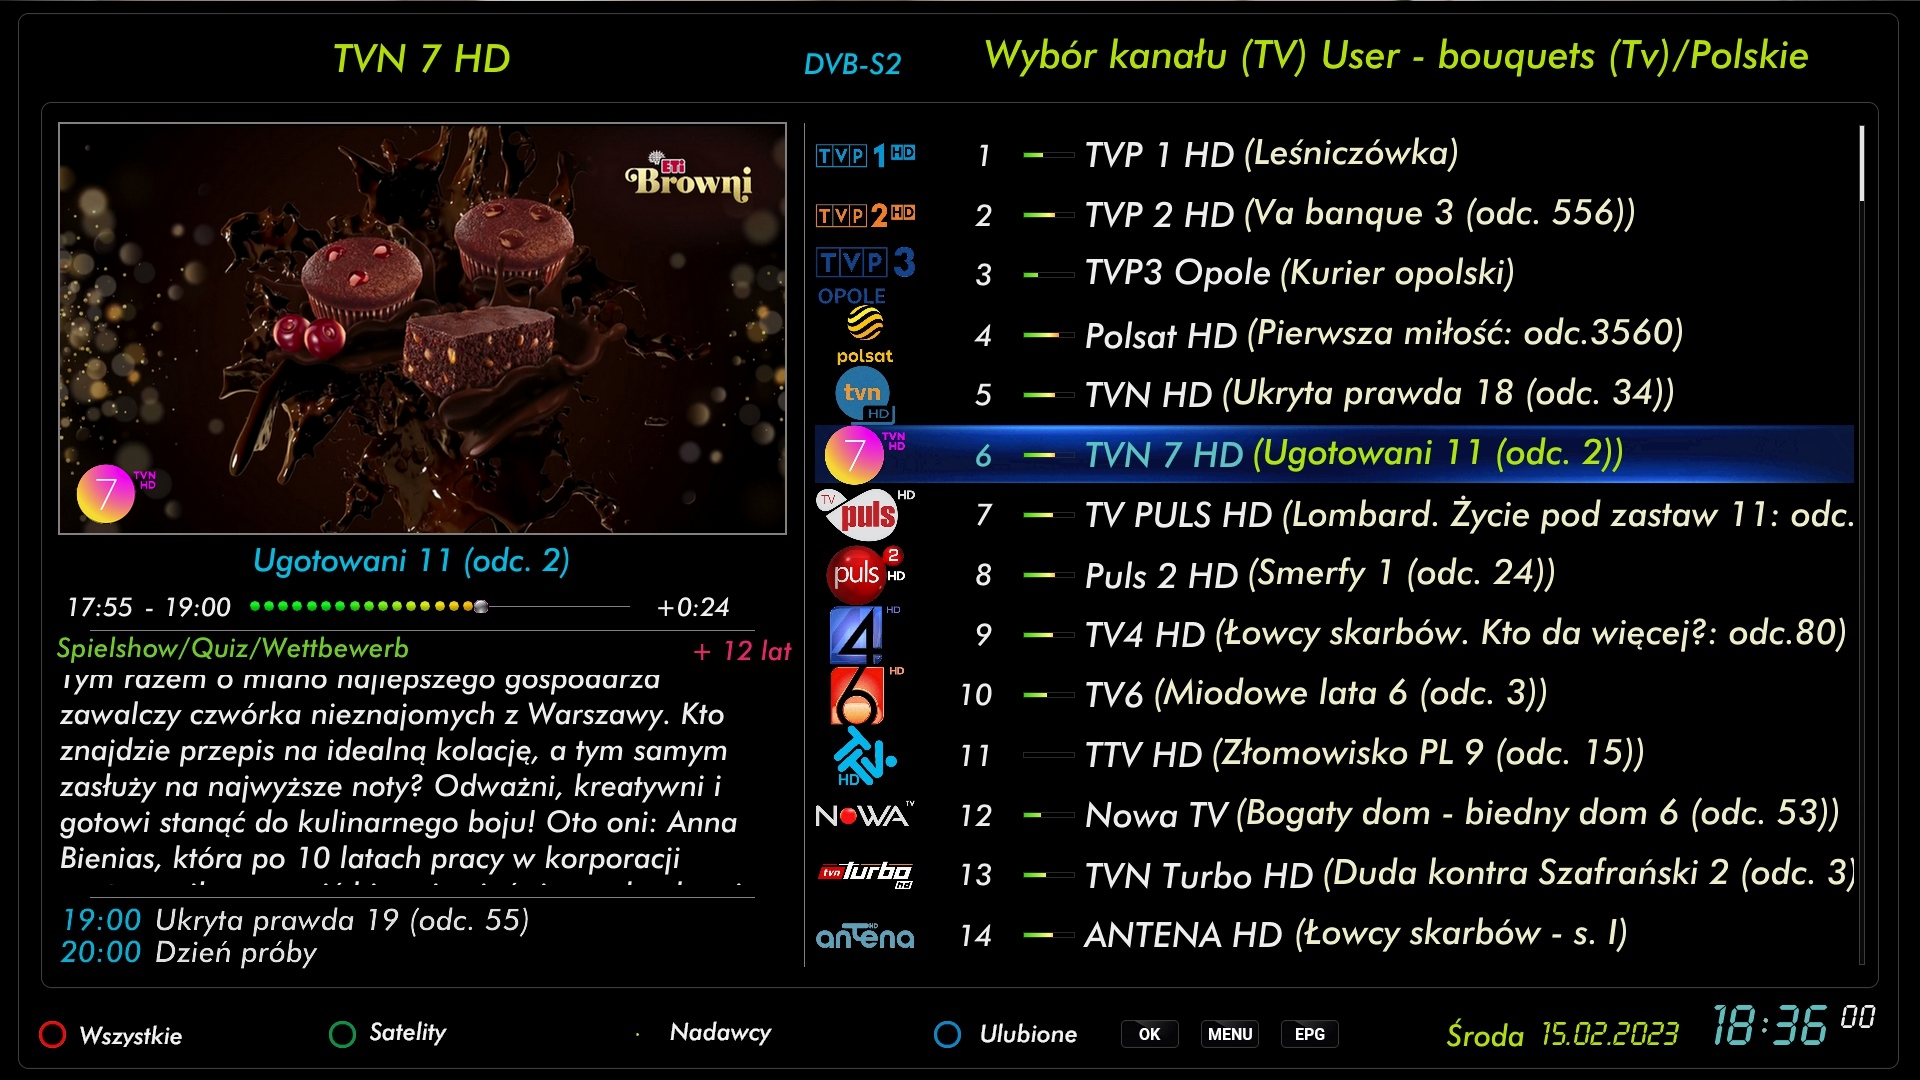 TVN 7 HD
DVB-S2
Wybór kanału (TV) User - bouquets (Tv)/Polskie
ETi
Browni
7 TVN HD
Ugotowani 11 (odc. 2)
17:55 - 19:00 +0:24
Spielshow/Quiz/Wettbewerb
+ 12 lat
Tym razem o miano najlepszego gospodarza
zawalczy czwórka nieznajomych z Warszawy. Kto
znajdzie przepis na idealną kolację, a tym samym
zasłuży na najwyższe noty? Odważni, kreatywni i
gotowi stanąć do kulinarnego boju! Oto oni: Anna
Bienias, która po 10 latach pracy w korporacji
19:00 Ukryta prawda 19 (odc. 55)
20:00 Dzień próby
TVP 1 HD 1 TVP 1 HD (Leśniczówka)
TVP 2 HD 2 TVP 2 HD (Va banque 3 (odc. 556))
TVP 3 OPOLE 3 TVP3 Opole (Kurier opolski)
polsat 4 Polsat HD (Pierwsza miłość: odc.3560)
tvn HD 5 TVN HD (Ukryta prawda 18 (odc. 34))
7 TVN HD 6 TVN 7 HD (Ugotowani 11 (odc. 2))
TV puls HD 7 TV PULS HD (Lombard. Życie pod zastaw 11: odc.
puls 2 HD 8 Puls 2 HD (Smerfy 1 (odc. 24))
4 HD 9 TV4 HD (Łowcy skarbów. Kto da więcej?: odc.80)
6 HD 10 TV6 (Miodowe lata 6 (odc. 3))
HD 11 TTV HD (Złomowisko PL 9 (odc. 15))
NOWA TV 12 Nowa TV (Bogaty dom - biedny dom 6 (odc. 53))
tvn turbo HD 13 TVN Turbo HD (Duda kontra Szafrański 2 (odc. 3)
antena HD 14 ANTENA HD (Łowcy skarbów - s. I)
Wszystkie
Satelity
Nadawcy
Ulubione
OK
MENU
EPG
Środa 15.02.2023 18:36 00